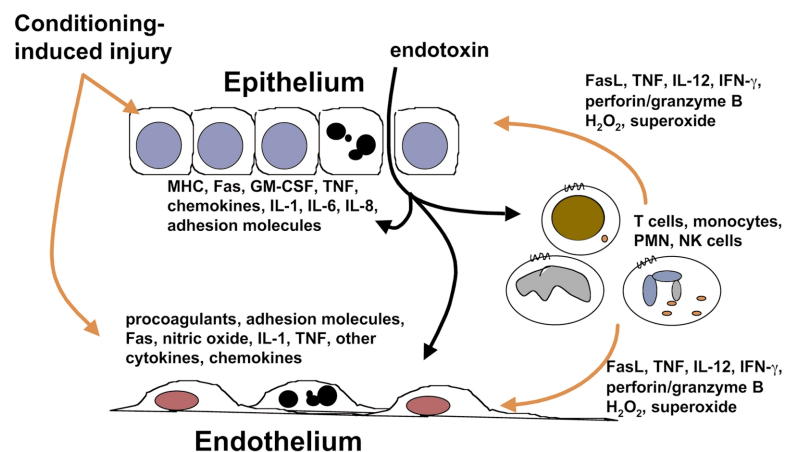 Conditioning-
induced injury
endotoxin
Epithelium
FasL, TNF, IL-12, IFN-γ,
perforin/granzyme B
H₂O₂, superoxide
MHC, Fas, GM-CSF, TNF,
chemokines, IL-1, IL-6, IL-8,
adhesion molecules
T cells, monocytes,
PMN, NK cells
procoagulants, adhesion molecules,
Fas, nitric oxide, IL-1, TNF, other
cytokines, chemokines
FasL, TNF, IL-12, IFN-γ,
perforin/granzyme B
H₂O₂, superoxide
Endothelium